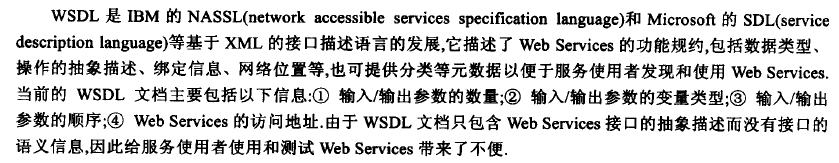 WSDL 是 IBM 的 NASSL(network accessible services specification language)和 Microsoft 的 SDL(service
description language)等基于 XML 的接口描述语言的发展,它描述了 Web Services 的功能规约,包括数据类型、
操作的抽象描述、绑定信息、网络位置等,也可提供分类等元数据以便于服务使用者发现和使用 Web Services.
当前的 WSDL 文档主要包括以下信息:① 输入/输出参数的数量;② 输入/输出参数的变量类型;③ 输入/输出
参数的顺序;④ Web Services 的访问地址.由于 WSDL 文档只包含 Web Services 接口的抽象描述而没有接口的
语义信息,因此给服务使用者使用和测试 Web Services 带来了不便.